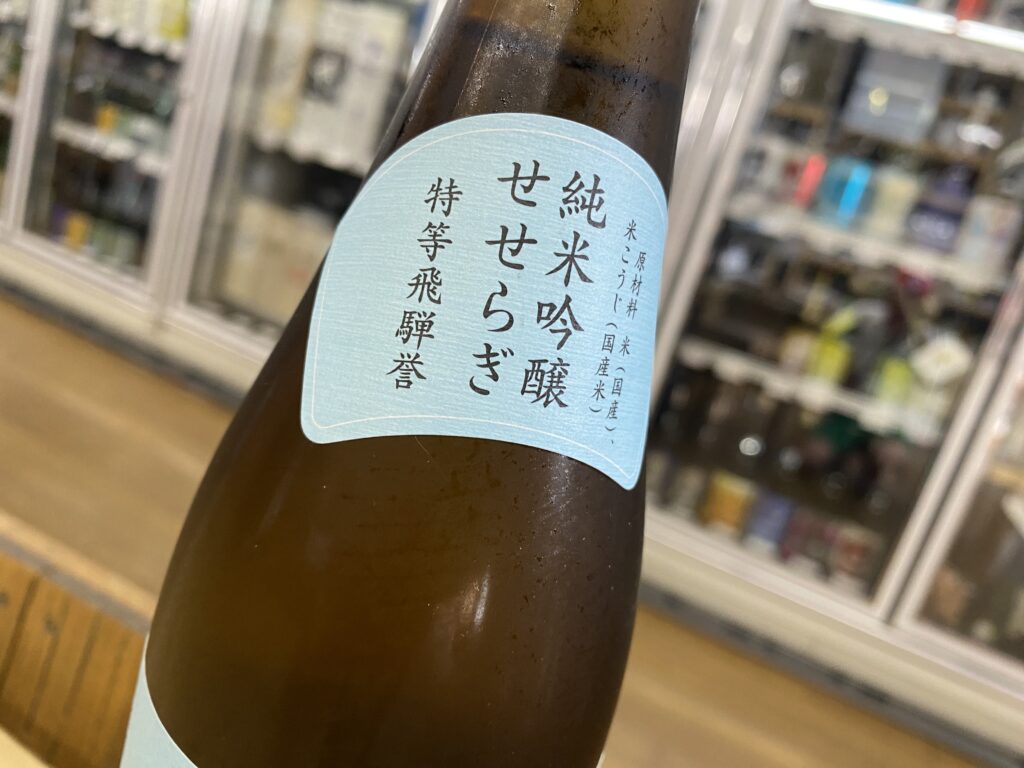 原材料 米(国産)、
米こうじ(国産米)
純米吟醸
せせらぎ
特等飛騨誉